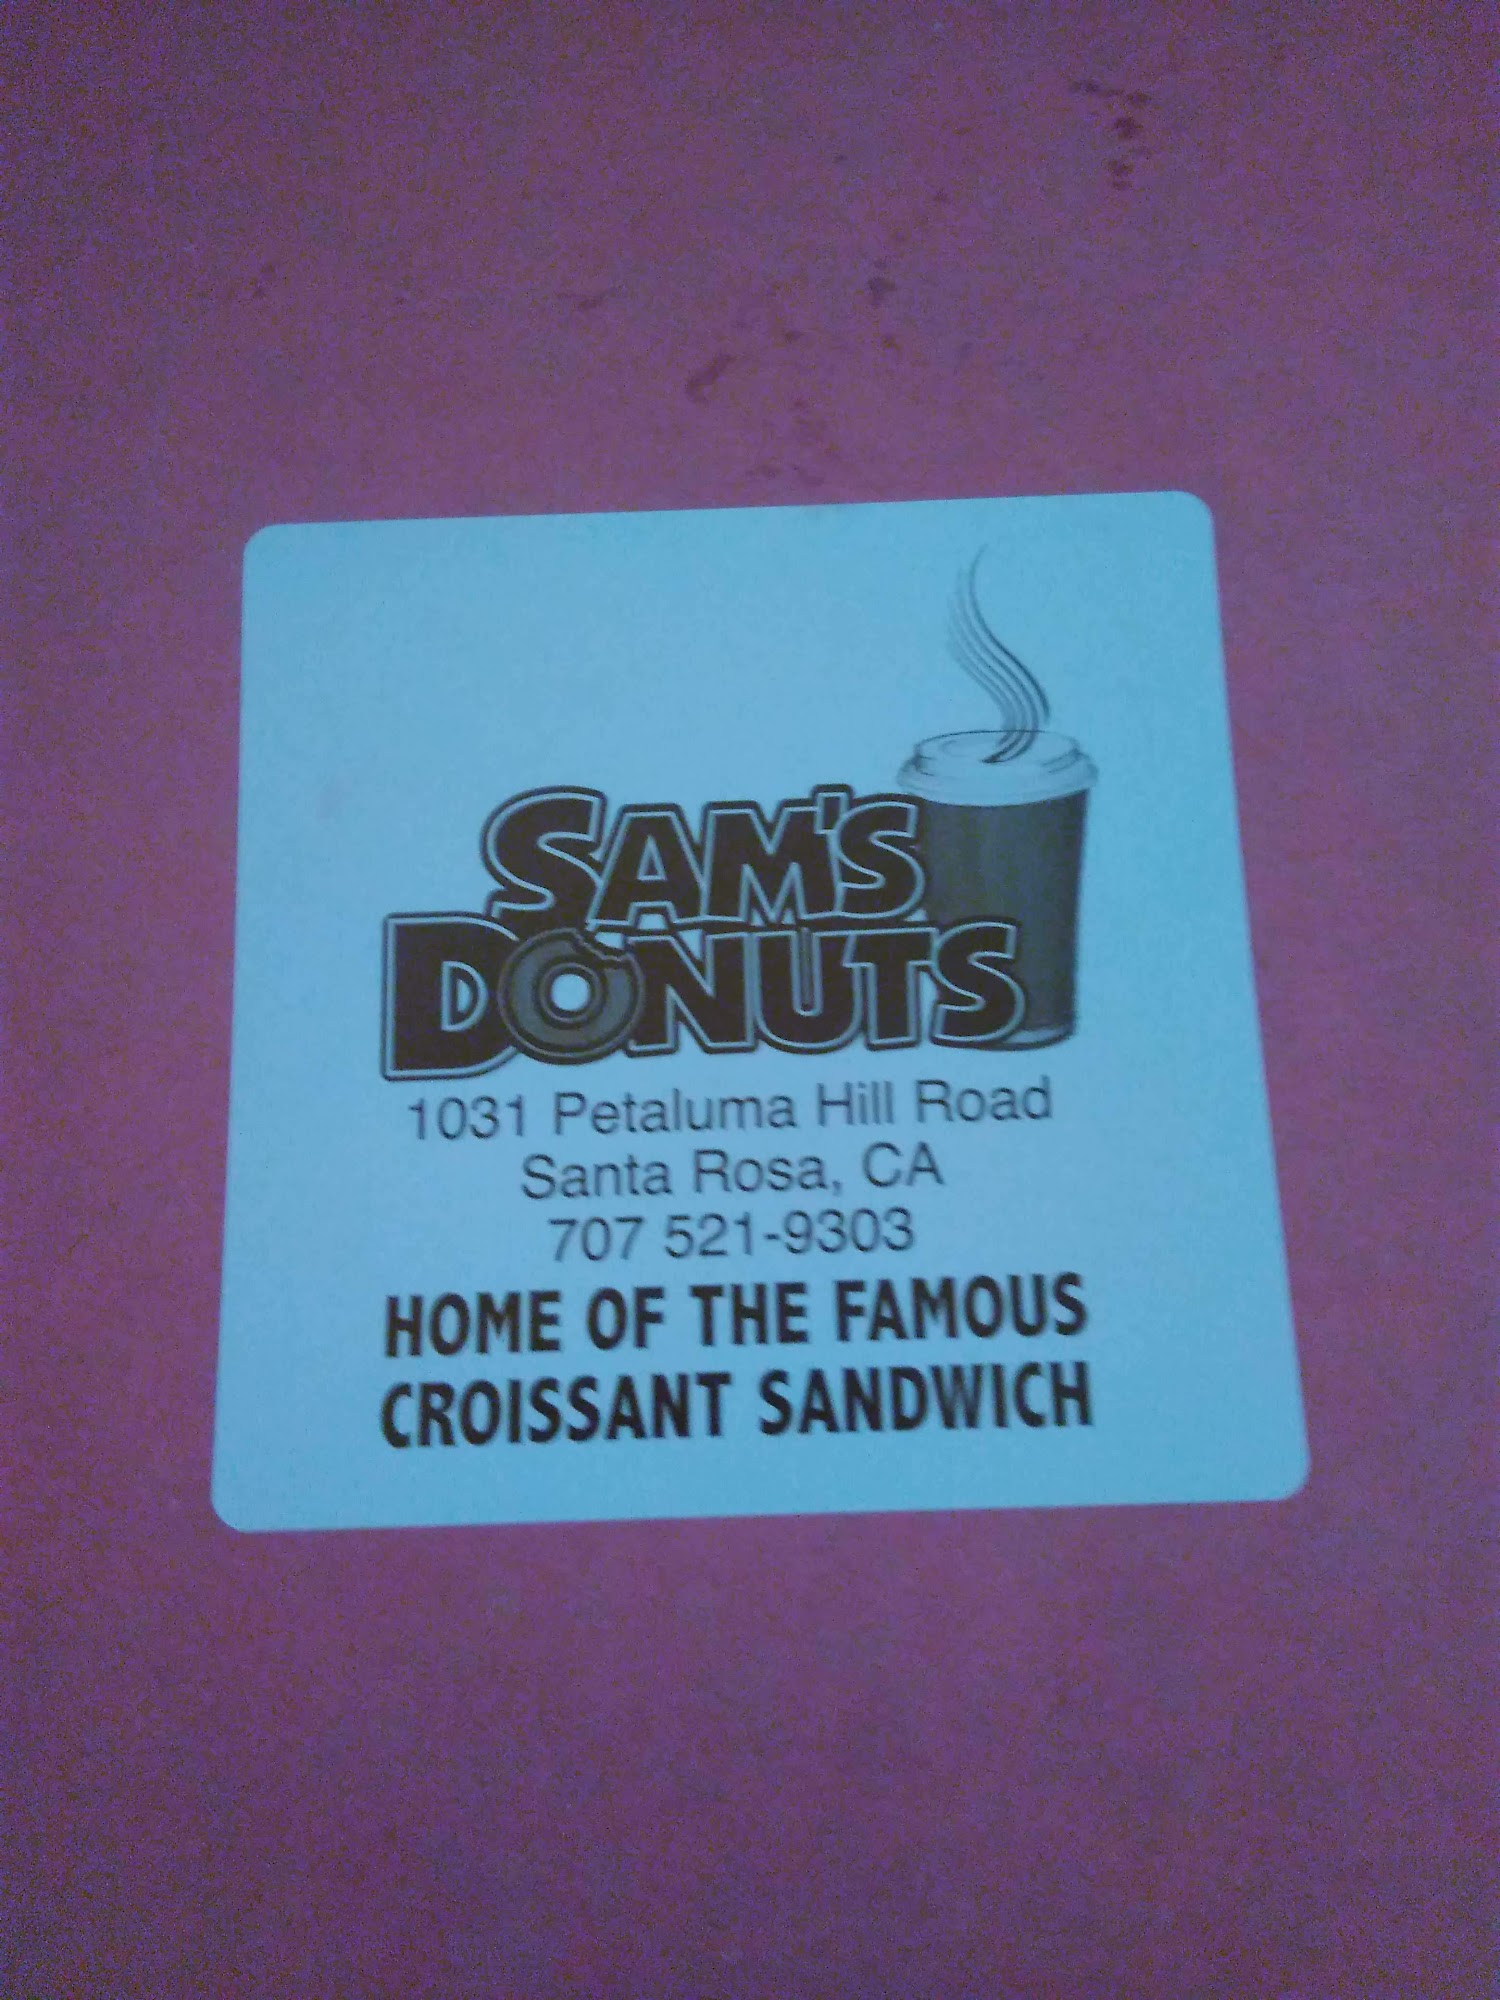 SAM'S
DONUTS
1031 Petaluma Hill Road
Santa Rosa, CA
707 521-9303
HOME OF THE FAMOUS
CROISSANT SANDWICH